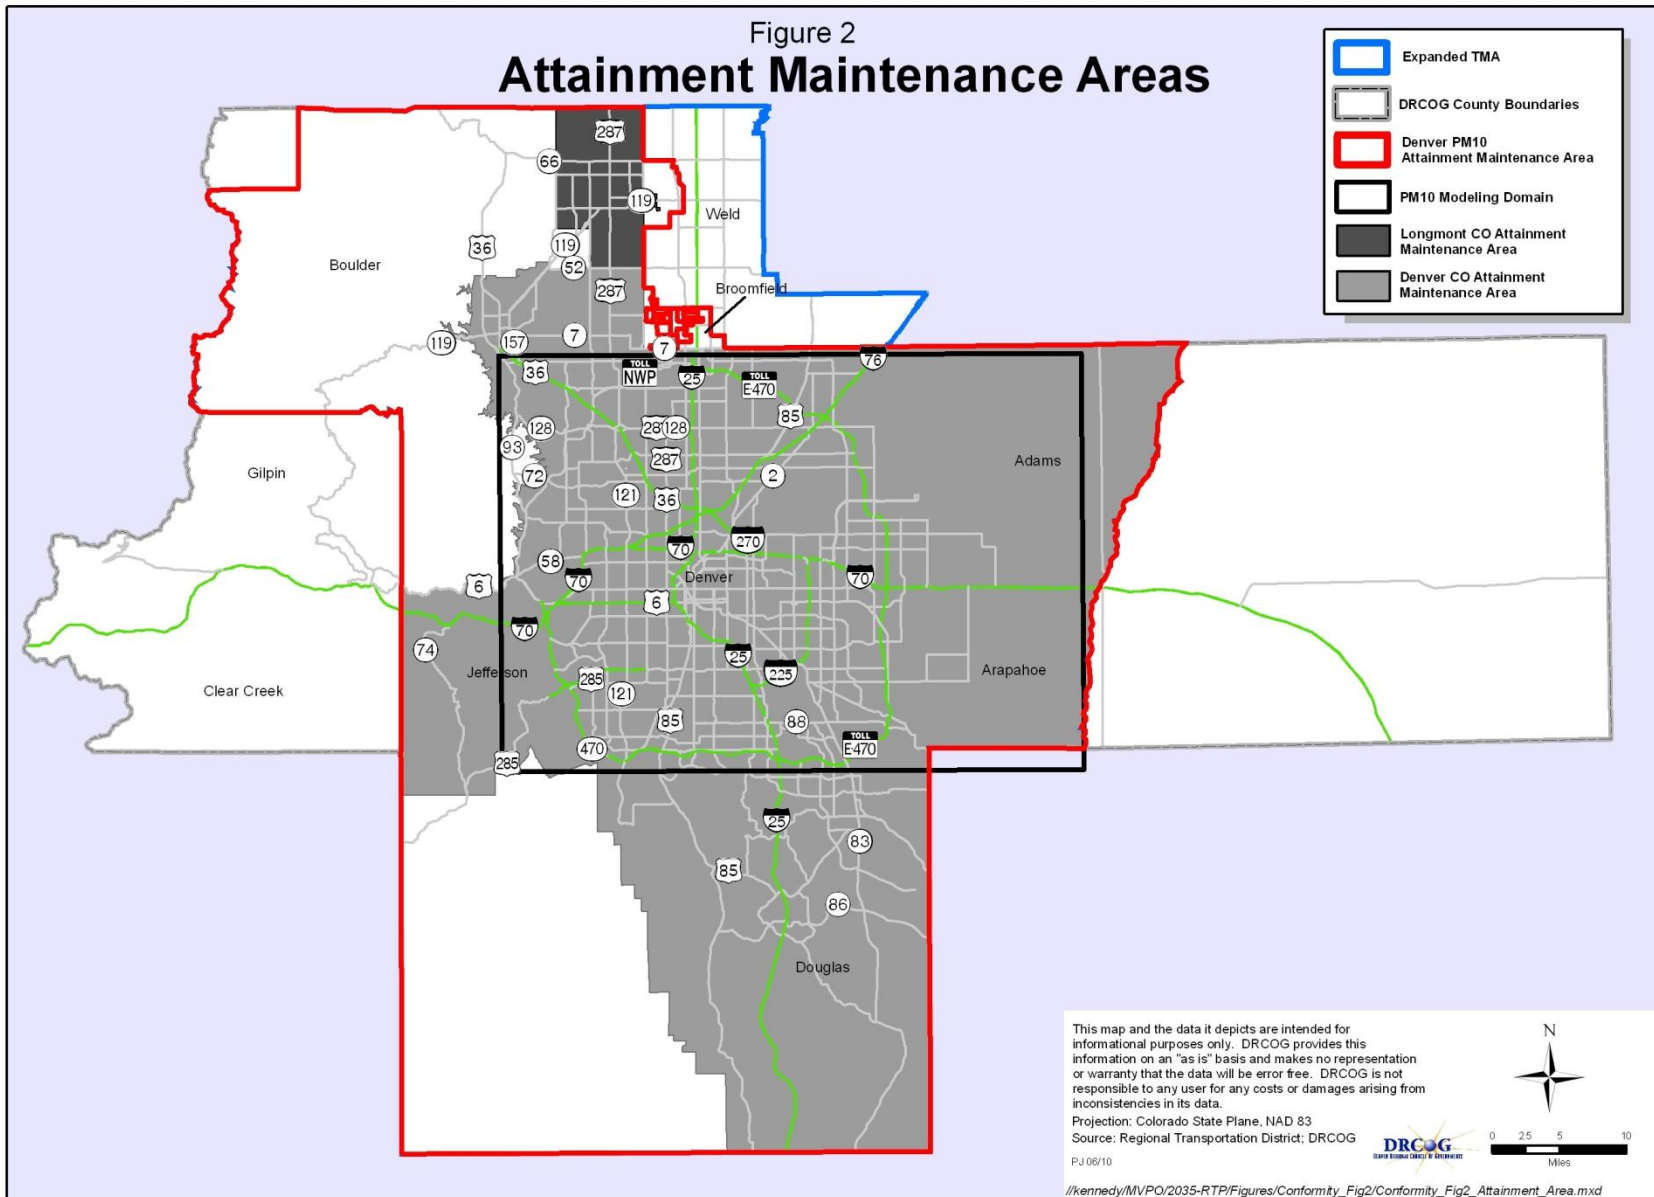 Figure 2
Attainment Maintenance Areas
Expanded TMA
DRCOG County Boundaries
Denver PM10
Attainment Maintenance Area
PM10 Modeling Domain
Longmont CO Attainment
Maintenance Area
Denver CO Attainment
Maintenance Area
287
66
119
Weld
36
119
52
Boulder
287
Broomfield
119
157
7
7
76
36
TOLL
NWP
25
TOLL
E-470
85
128
287
128
93
287
Gilpin
72
2
Adams
121
36
270
70
58
70
Denver
70
6
6
70
74
25
Jefferson
225
Arapahoe
285
121
Clear Creek
85
88
470
TOLL
E-470
285
25
83
85
86
Douglas
This map and the data it depicts are intended for
informational purposes only. DRCOG provides this
information on an "as is" basis and makes no representation
or warranty that the data will be error free. DRCOG is not
responsible to any user for any costs or damages arising from
inconsistencies in its data.
Projection: Colorado State Plane, NAD 83
Source: Regional Transportation District; DRCOG
PJ 06/10
N
DRCOG
DENVER REGIONAL COUNCIL OF GOVERNMENTS
0 2.5 5 10
Miles
//kennedy/MVPO/2035-RTP/Figures/Conformity_Fig2/Conformity_Fig2_Attainment_Area.mxd